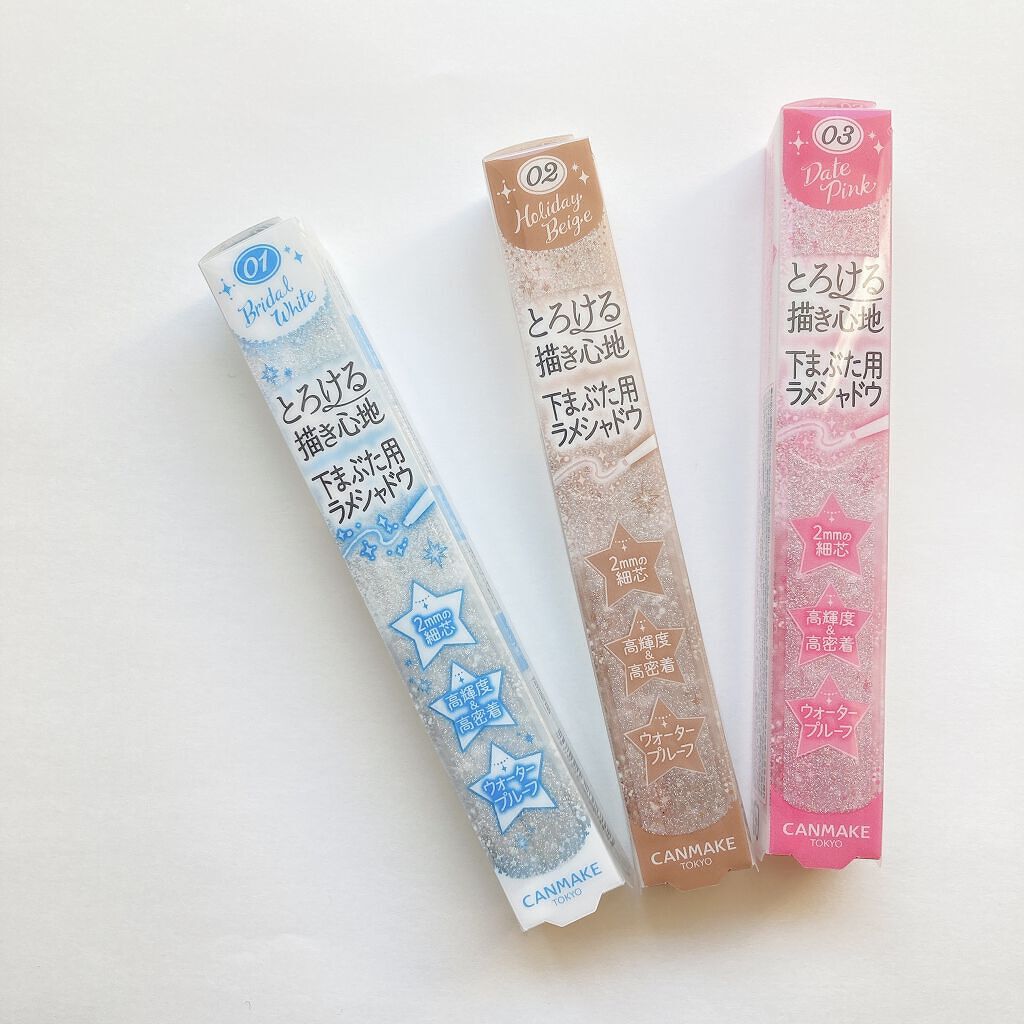 01
Bridal
White
とろける
描き心地
下まぶた用
ラメシャドウ
2mmの
細芯
高輝度
&
高密着
ウォーター
プルーフ
CANMAKE
TOKYO
02
Holiday
Beige
とろける
描き心地
下まぶた用
ラメシャドウ
2mmの
細芯
高輝度
&
高密着
ウォーター
プルーフ
CANMAKE
TOKYO
03
Date
Pink
とろける
描き心地
下まぶた用
ラメシャドウ
2mmの
細芯
高輝度
&
高密着
ウォーター
プルーフ
CANMAKE
TOKYO